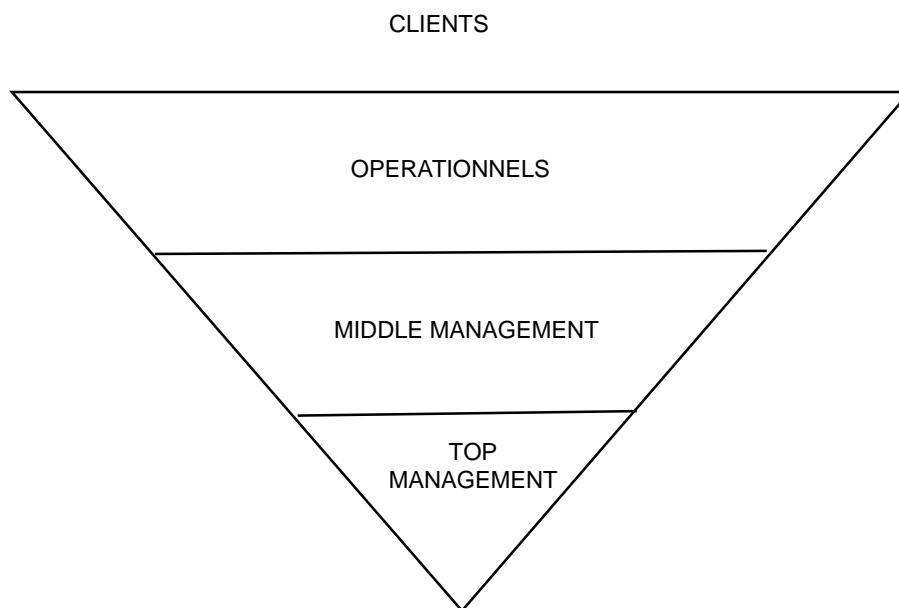 CLIENTS
OPERATIONNELS
MIDDLE MANAGEMENT
TOP
MANAGEMENT